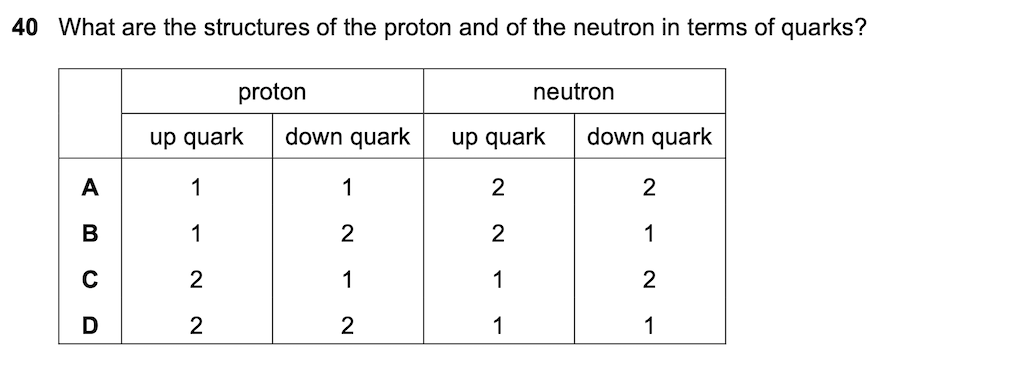 40 What are the structures of the proton and of the neutron in terms of quarks?
proton neutron
up quark down quark up quark down quark
A 1 1 2 2
B 1 2 2 1
C 2 1 1 2
D 2 2 1 1